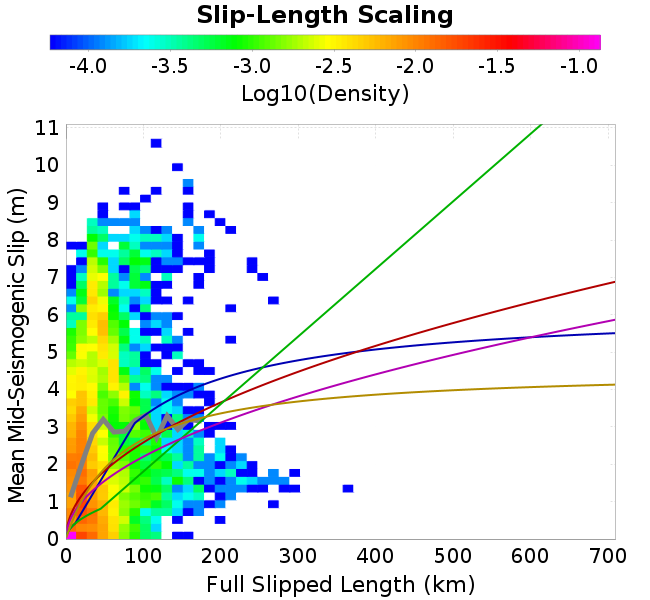 Slip-Length Scaling
-4.0 -3.5 -3.0 -2.5 -2.0 -1.5 -1.0
Log10(Density)
Mean Mid-Seismogenic Slip (m)
11
10
9
8
7
6
5
4
3
2
1
0
0 100 200 300 400 500 600 700
Full Slipped Length (km)